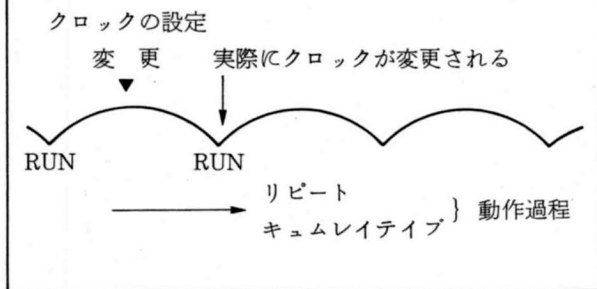 クロックの設定
変 更 実際にクロックが変更される
RUN RUN
リピート
キュムレイテイブ } 動作過程